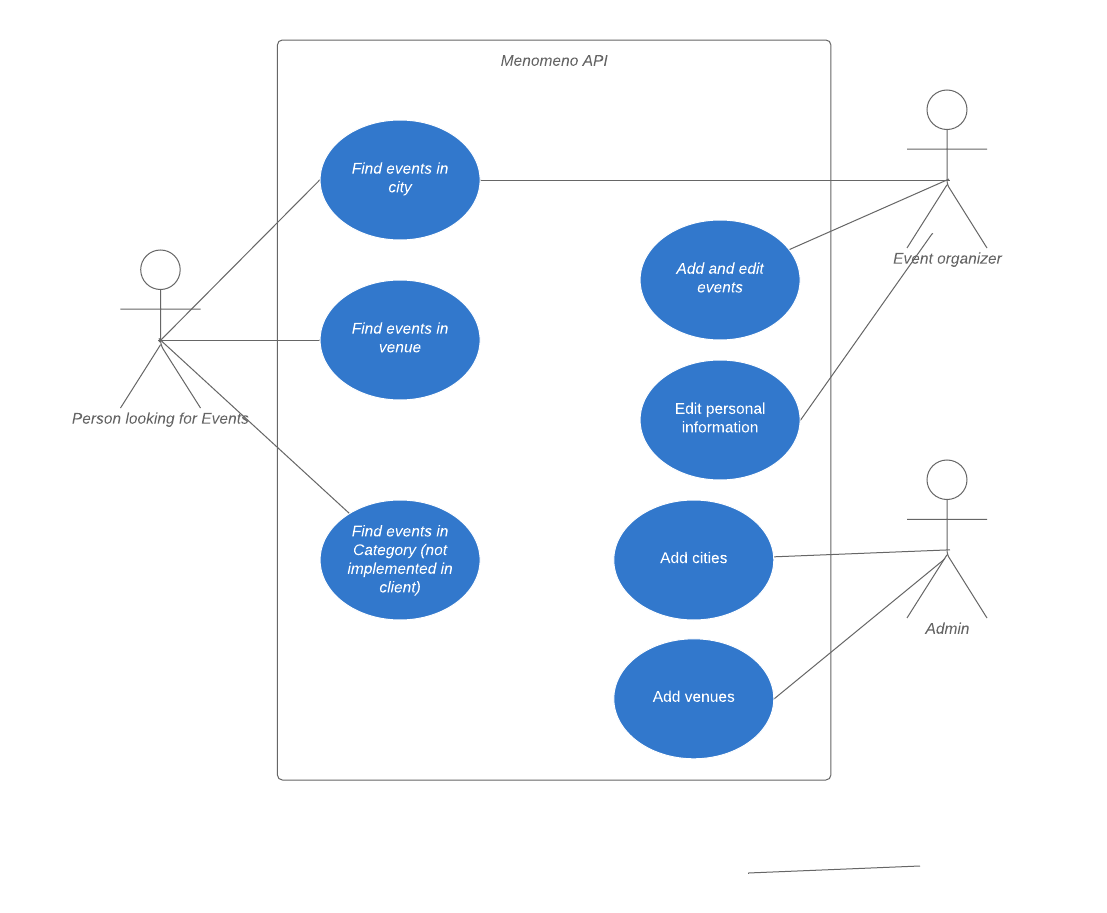 Menomeno API
Find events in
city
Add and edit
events
Event organizer
Find events in
venue
Person looking for Events
Edit personal
information
Find events in
Category (not
implemented in
client)
Add cities
Admin
Add venues